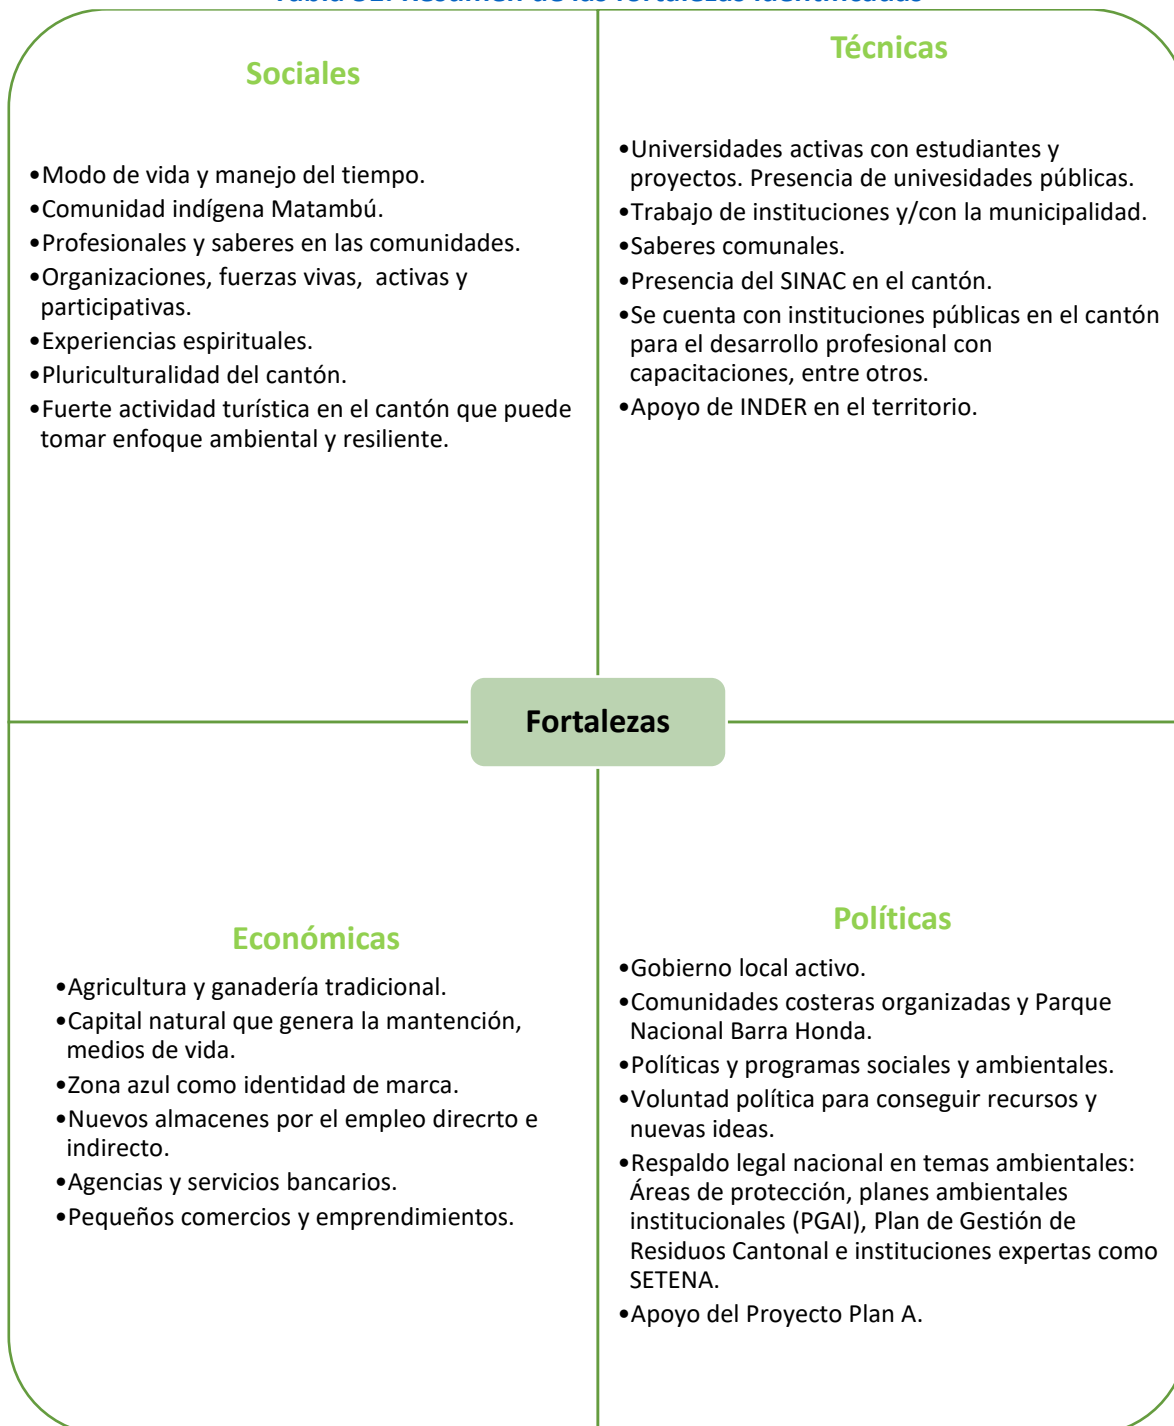 Tabla 31. Resumen de las fortalezas identificadas
Sociales
•Modo de vida y manejo del tiempo.
•Comunidad indígena Matambú.
•Profesionales y saberes en las comunidades.
•Organizaciones, fuerzas vivas, activas y
participativas.
•Experiencias espirituales.
•Pluriculturalidad del cantón.
•Fuerte actividad turística en el cantón que puede
tomar enfoque ambiental y resiliente.
Técnicas
•Universidades activas con estudiantes y
proyectos. Presencia de univesidades públicas.
•Trabajo de instituciones y/con la municipalidad.
•Saberes comunales.
•Presencia del SINAC en el cantón.
•Se cuenta con instituciones públicas en el cantón
para el desarrollo profesional con
capacitaciones, entre otros.
•Apoyo de INDER en el territorio.
Fortalezas
Económicas
•Agricultura y ganadería tradicional.
•Capital natural que genera la mantención,
medios de vida.
•Zona azul como identidad de marca.
•Nuevos almacenes por el empleo direcrto e
indirecto.
•Agencias y servicios bancarios.
•Pequeños comercios y emprendimientos.
Políticas
•Gobierno local activo.
•Comunidades costeras organizadas y Parque
Nacional Barra Honda.
•Políticas y programas sociales y ambientales.
•Voluntad política para conseguir recursos y
nuevas ideas.
•Respaldo legal nacional en temas ambientales:
Áreas de protección, planes ambientales
institucionales (PGAI), Plan de Gestión de
Residuos Cantonal e instituciones expertas como
SETENA.
•Apoyo del Proyecto Plan A.